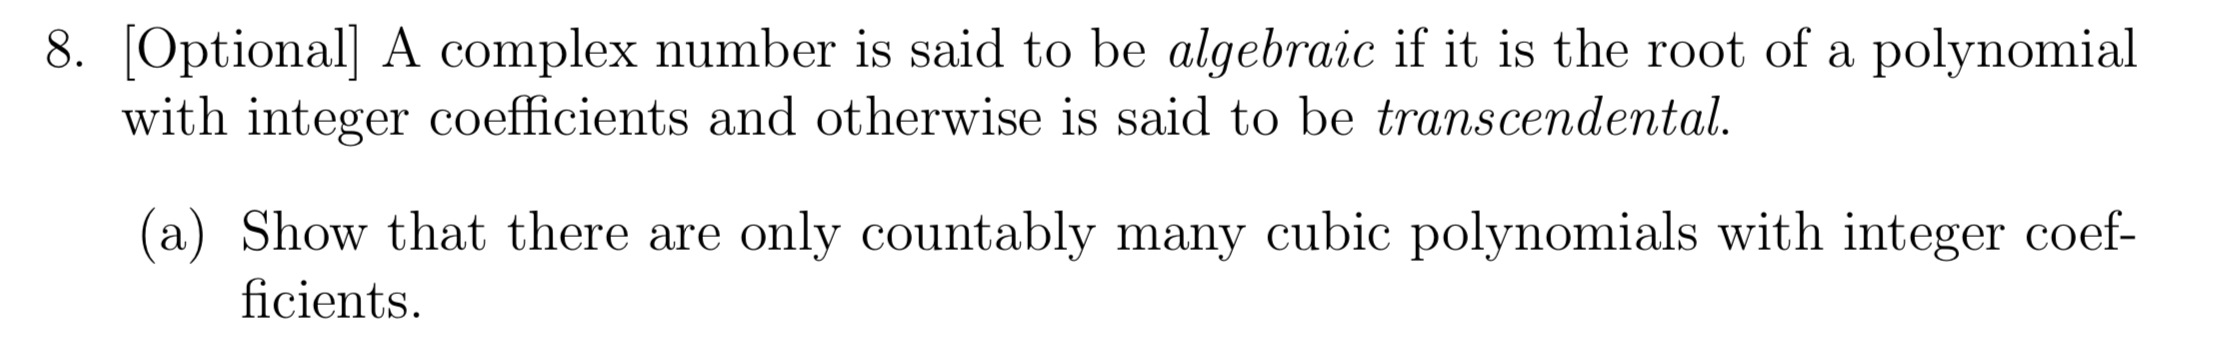 8. [Optional] A complex number is said to be algebraic if it is the root of a polynomial
with integer coefficients and otherwise is said to be transcendental.
(a) Show that there are only countably many cubic polynomials with integer coef-
ficients.